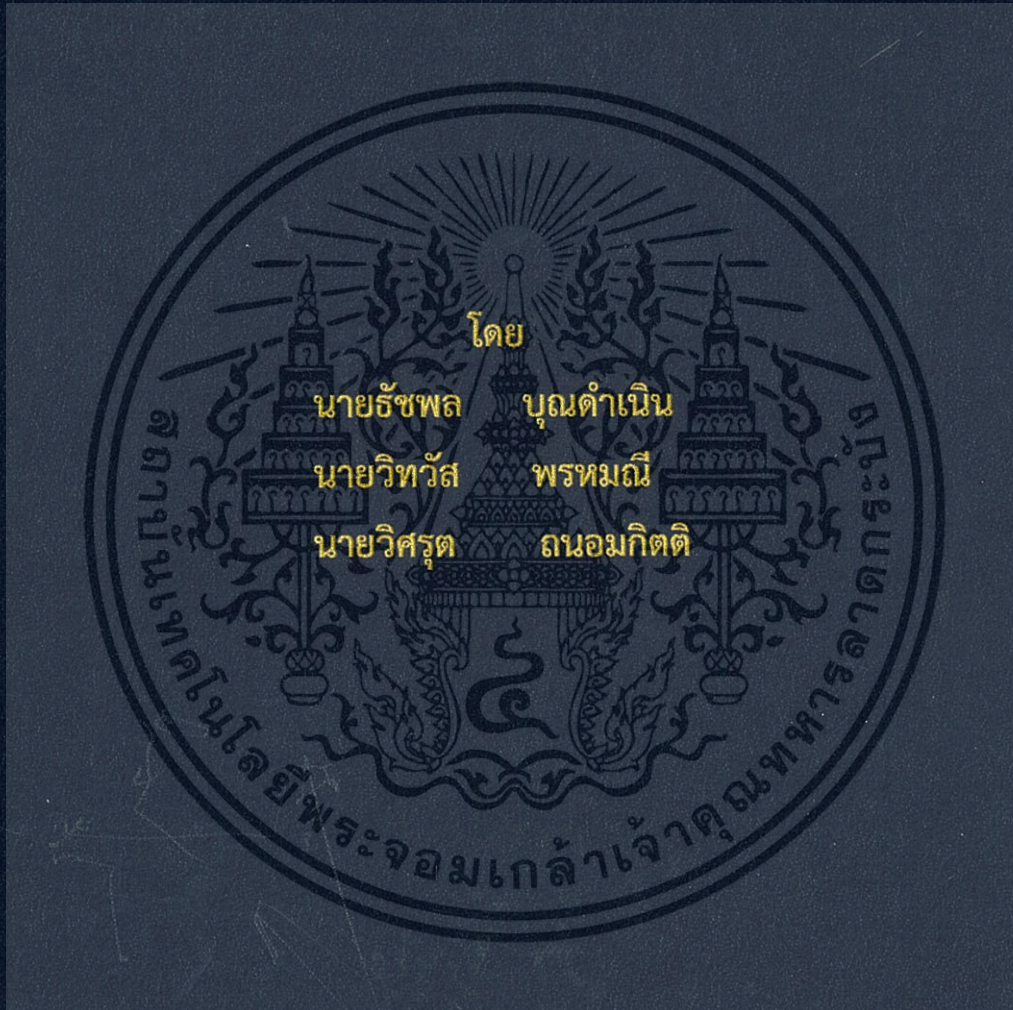 โดย
นายธัชพล บุณดำเนิน
นายวิทวัส พรหมณี
นายวิศรุต ถนอมกิตติ
๔
สถาบันเทคโนโลยีพระจอมเกล้าเจ้าคุณทหารลาดกระบัง